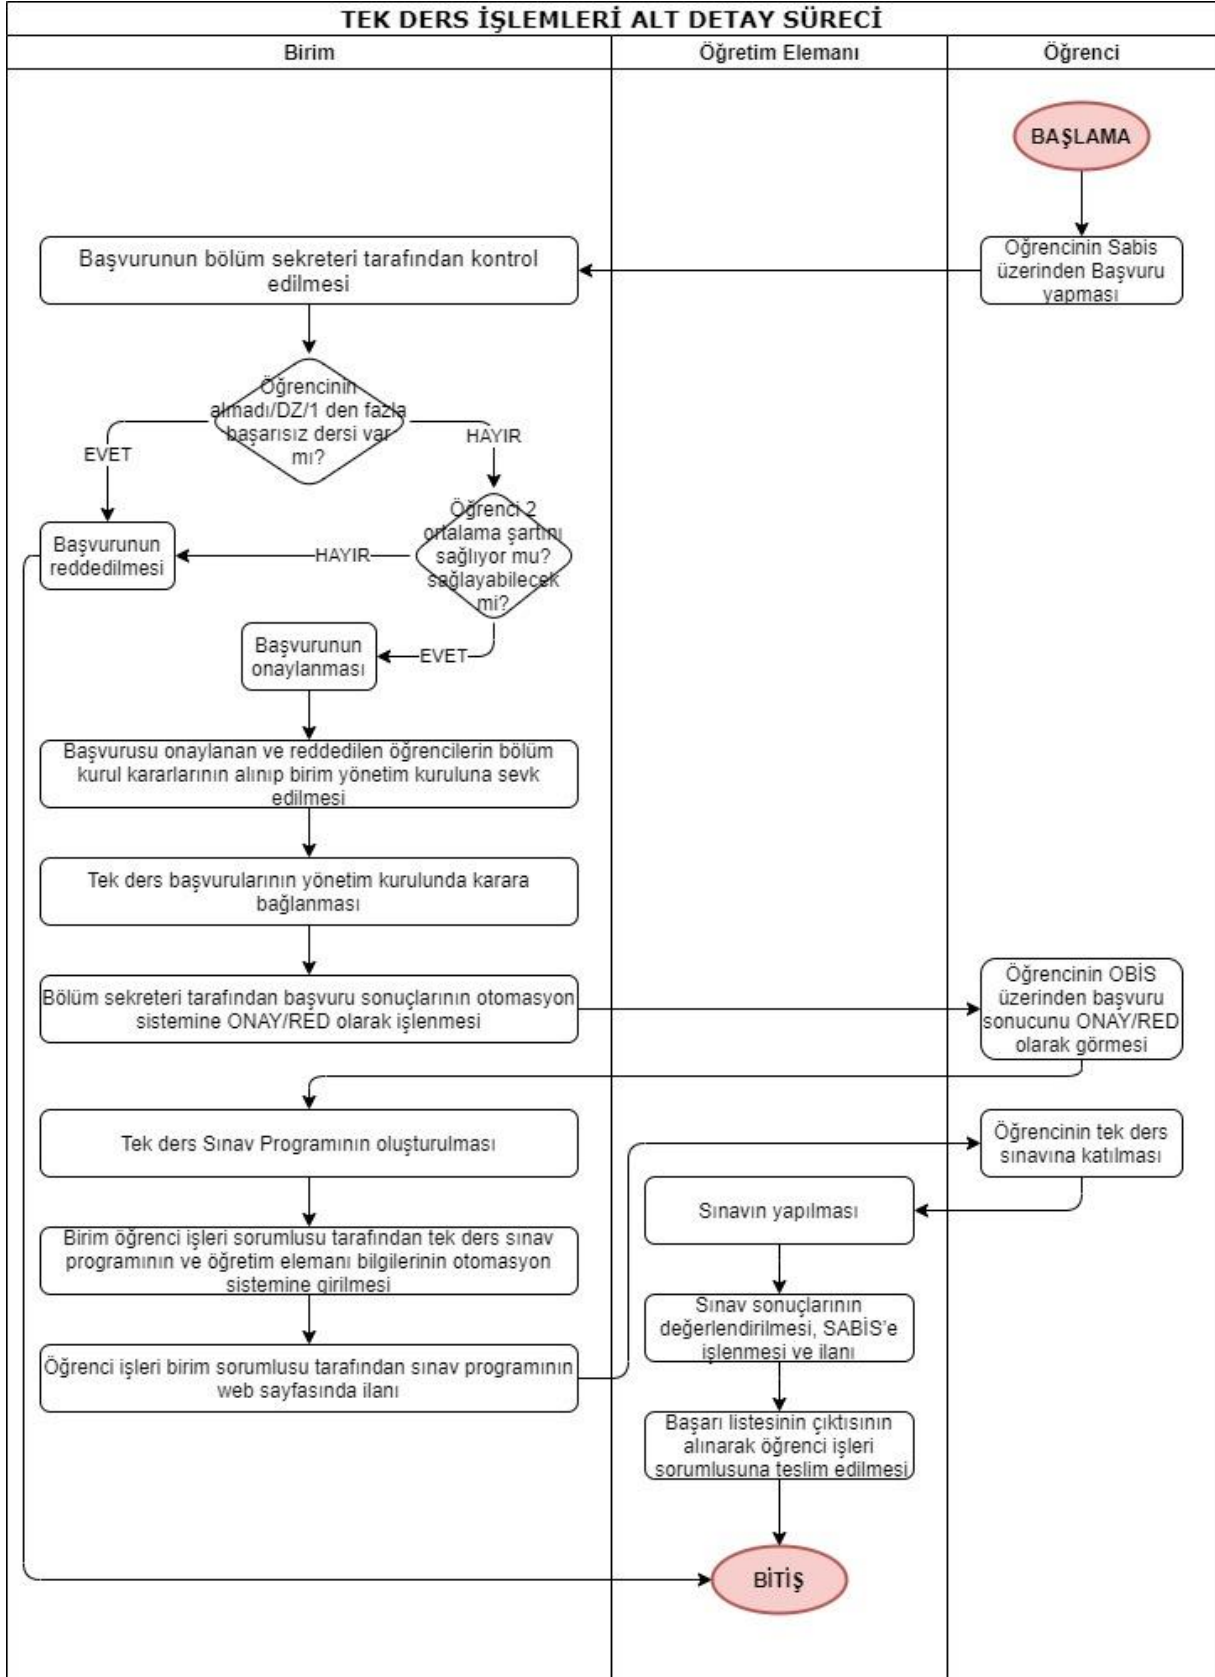 TEK DERS İŞLEMLERİ ALT DETAY SÜRECİ
Birim
Öğretim Elemanı
Öğrenci
BAŞLAMA
Öğrencinin Sabis
üzerinden Başvuru
yapması
Başvurunun bölüm sekreteri tarafından kontrol
edilmesi
Öğrencinin
almadı/DZ/1 den fazla
başarısız dersi var
mı?
EVET
HAYIR
Öğrenci 2
ortalama şartını
sağlıyor mu?
sağlayabilecek
mi?
HAYIR
Başvurunun
reddedilmesi
EVET
Başvurunun
onaylanması
Başvurusu onaylanan ve reddedilen öğrencilerin bölüm
kurul kararlarının alınıp birim yönetim kuruluna sevk
edilmesi
Tek ders başvurularının yönetim kurulunda karara
bağlanması
Bölüm sekreteri tarafından başvuru sonuçlarının otomasyon
sistemine ONAY/RED olarak işlenmesi
Öğrencinin OBİS
üzerinden başvuru
sonucunu ONAY/RED
olarak görmesi
Tek ders Sınav Programının oluşturulması
Birim öğrenci işleri sorumlusu tarafından tek ders sınav
programının ve öğretim elemanı bilgilerinin otomasyon
sistemine girilmesi
Öğrenci işleri birim sorumlusu tarafından sınav programının
web sayfasında ilanı
Öğrencinin tek ders
sınavına katılması
Sınavın yapılması
Sınav sonuçlarının
değerlendirilmesi, SABİS’e
işlenmesi ve ilanı
Başarı listesinin çıktısının
alınarak öğrenci işleri
sorumlusuna teslim edilmesi
BİTİŞ